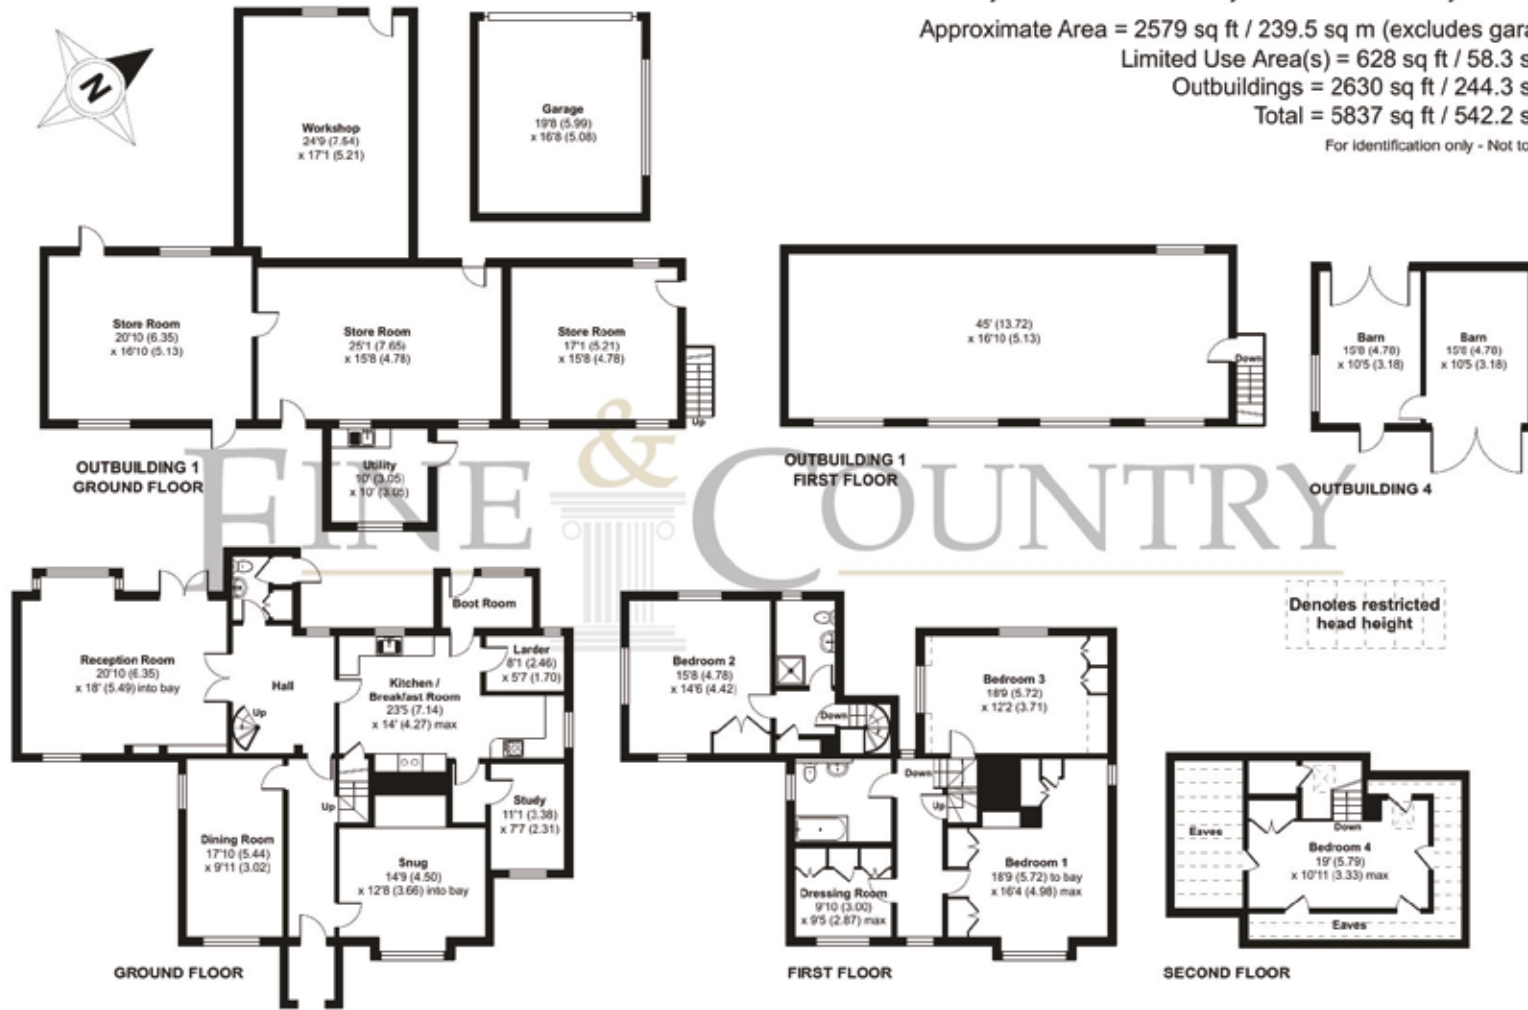 Approximate Area = 2579 sq ft / 239.5 sq m (excludes
Limited Use Area(s) = 628 sq ft / 58.3
Outbuildings = 2630 sq ft / 244.3
Total = 5837 sq ft / 542.2
For identification only - Not
N
Workshop
24'9 (7.54)
x 17'1 (5.21)
Garage
19'8 (5.99)
x 16'8 (5.08)
Store Room
20'10 (6.35)
x 16'10 (5.13)
Store Room
25'1 (7.65)
x 15'8 (4.78)
Store Room
17'1 (5.21)
x 15'8 (4.78)
Up
Utility
10' (3.05)
x 10' (3.05)
OUTBUILDING 1
GROUND FLOOR
45' (13.72)
x 16'10 (5.13)
Down
OUTBUILDING 1
FIRST FLOOR
Barn
15'8 (4.78)
x 10'5 (3.18)
Barn
15'8 (4.78)
x 10'5 (3.18)
OUTBUILDING 4
FINE & COUNTRY
Denotes restricted
head height
Boot Room
Reception Room
20'10 (6.35)
x 18' (5.49) into bay
Hall
Up
Kitchen /
Breakfast Room
23'5 (7.14)
x 14' (4.27) max
Larder
8'1 (2.46)
x 5'7 (1.70)
Up
Study
11'1 (3.38)
x 7'7 (2.31)
Dining Room
17'10 (5.44)
x 9'11 (3.02)
Snug
14'9 (4.50)
x 12'8 (3.66) into bay
GROUND FLOOR
Bedroom 2
15'8 (4.78)
x 14'6 (4.42)
Down
Bedroom 3
18'9 (5.72)
x 12'2 (3.71)
Down
Up
Dressing Room
9'10 (3.00)
x 9'5 (2.87) max
Bedroom 1
18'9 (5.72) to bay
x 16'4 (4.98) max
FIRST FLOOR
Eaves
Down
Bedroom 4
19' (5.79)
x 10'11 (3.33) max
Eaves
SECOND FLOOR